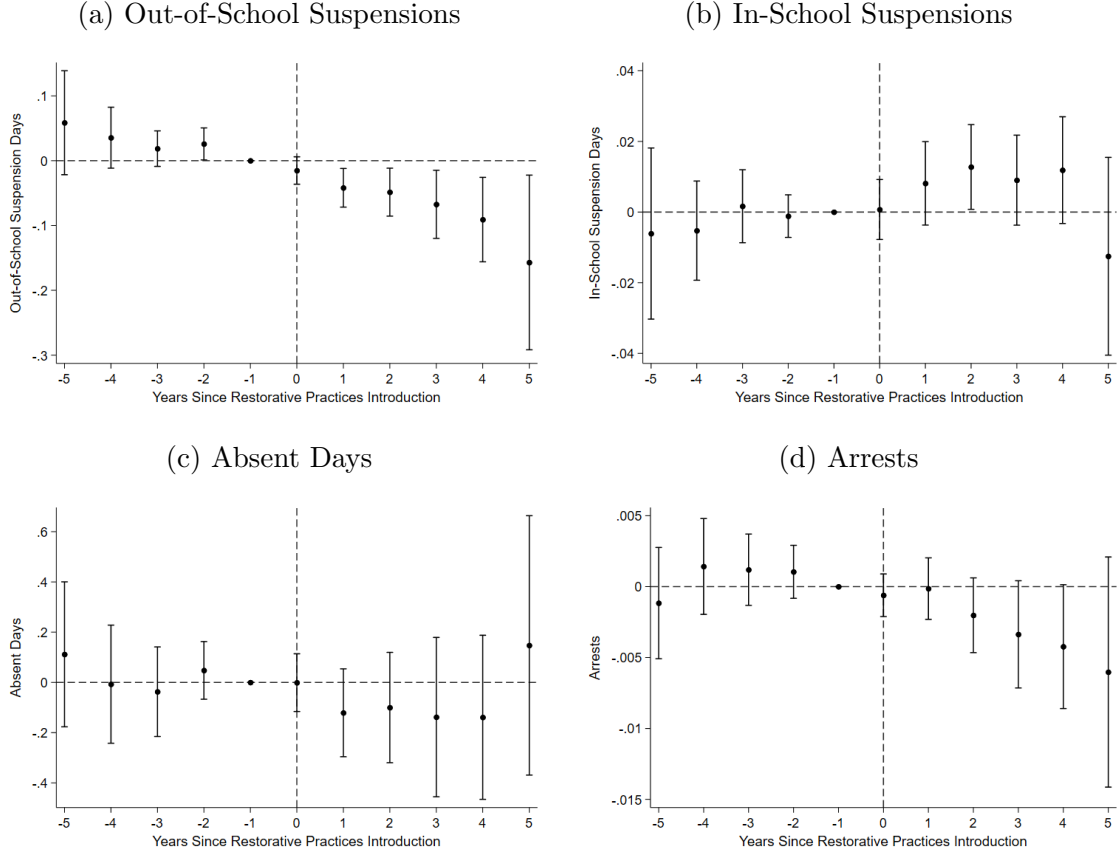 (a) Out-of-School Suspensions
Out-of-School Suspension Days
.1
0
-.1
-.2
-.3
-5 -4 -3 -2 -1 0 1 2 3 4 5
Years Since Restorative Practices Introduction
(b) In-School Suspensions
In-School Suspension Days
.04
.02
0
-.02
-.04
-5 -4 -3 -2 -1 0 1 2 3 4 5
Years Since Restorative Practices Introduction
(c) Absent Days
Absent Days
.6
.4
.2
0
-.2
-.4
-5 -4 -3 -2 -1 0 1 2 3 4 5
Years Since Restorative Practices Introduction
(d) Arrests
Arrests
.005
0
-.005
-.01
-.015
-5 -4 -3 -2 -1 0 1 2 3 4 5
Years Since Restorative Practices Introduction